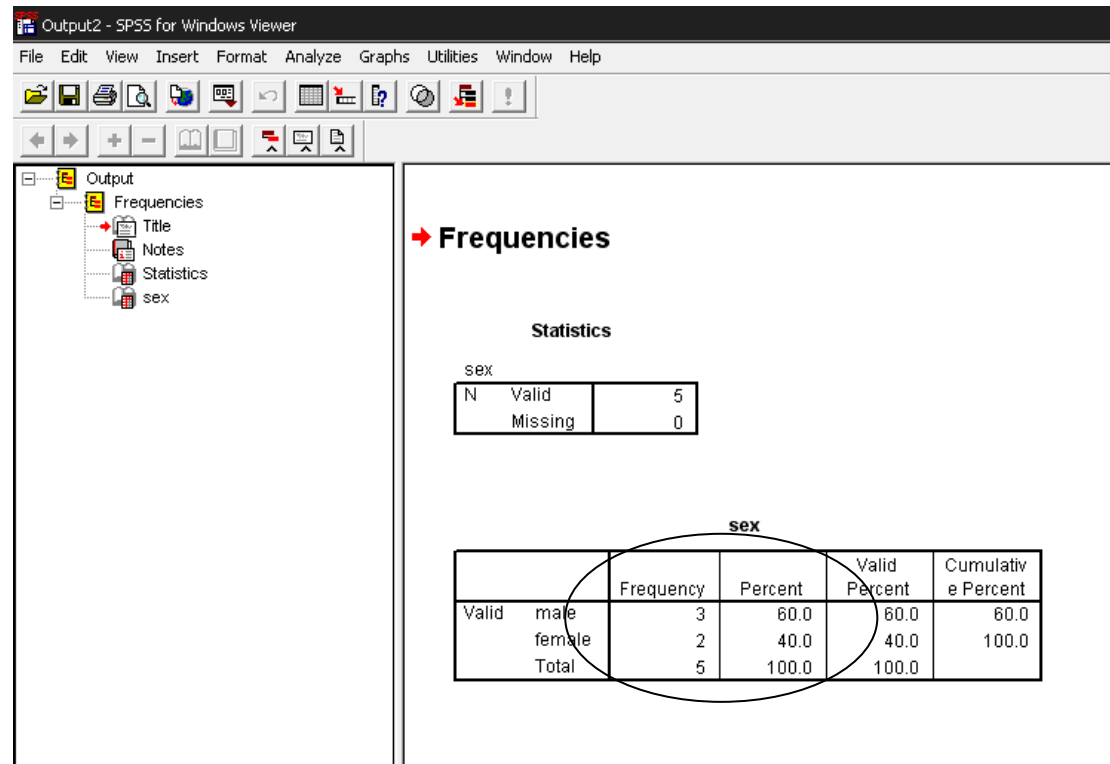 Output2 - SPSS for Windows Viewer
File Edit View Insert Format Analyze Graphs Utilities Window Help
Output
Frequencies
Title
Notes
Statistics
sex
Frequencies
Statistics
sex
N Valid 5
Missing 0
sex
Frequency Percent Valid Percent Cumulativ e Percent
Valid male 3 60.0 60.0 60.0
female 2 40.0 40.0 100.0
Total 5 100.0 100.0